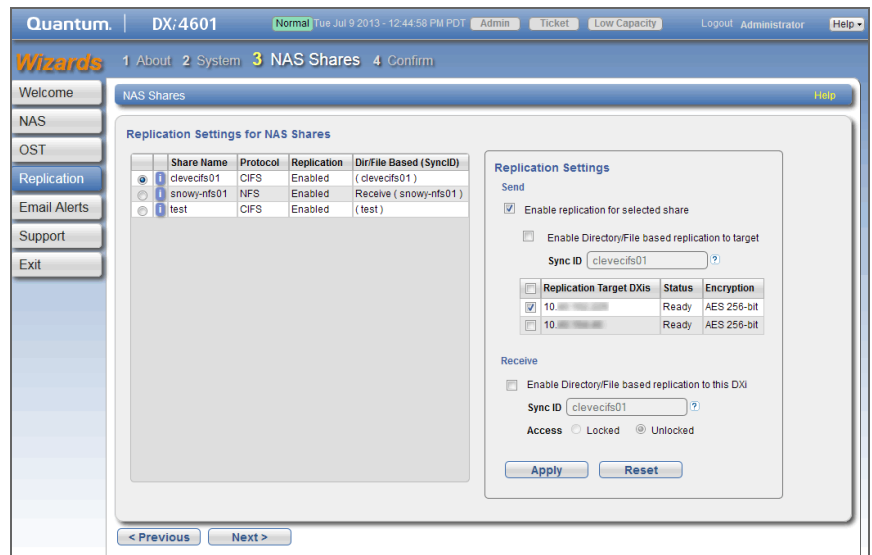 Quantum. DXi4601 Normal Tue Jul 9 2013 - 12:44:58 PM PDT Admin Ticket Low Capacity Logout Administrator Help
Wizards 1 About 2 System 3 NAS Shares 4 Confirm
Welcome
NAS
OST
Replication
Email Alerts
Support
Exit
NAS Shares Help
Replication Settings for NAS Shares
Share Name Protocol Replication Dir/File Based (SyncID)
i clevecifs01 CIFS Enabled ( clevecifs01 )
i snowy-nfs01 NFS Enabled Receive ( snowy-nfs01 )
i test CIFS Enabled ( test )
Replication Settings
Send
Enable replication for selected share
Enable Directory/File based replication to target
Sync ID clevecifs01 ?
Replication Target DXis Status Encryption
10. Ready AES 256-bit
10. Ready AES 256-bit
Receive
Enable Directory/File based replication to this DXi
Sync ID clevecifs01 ?
Access Locked Unlocked
Apply Reset
< Previous Next >